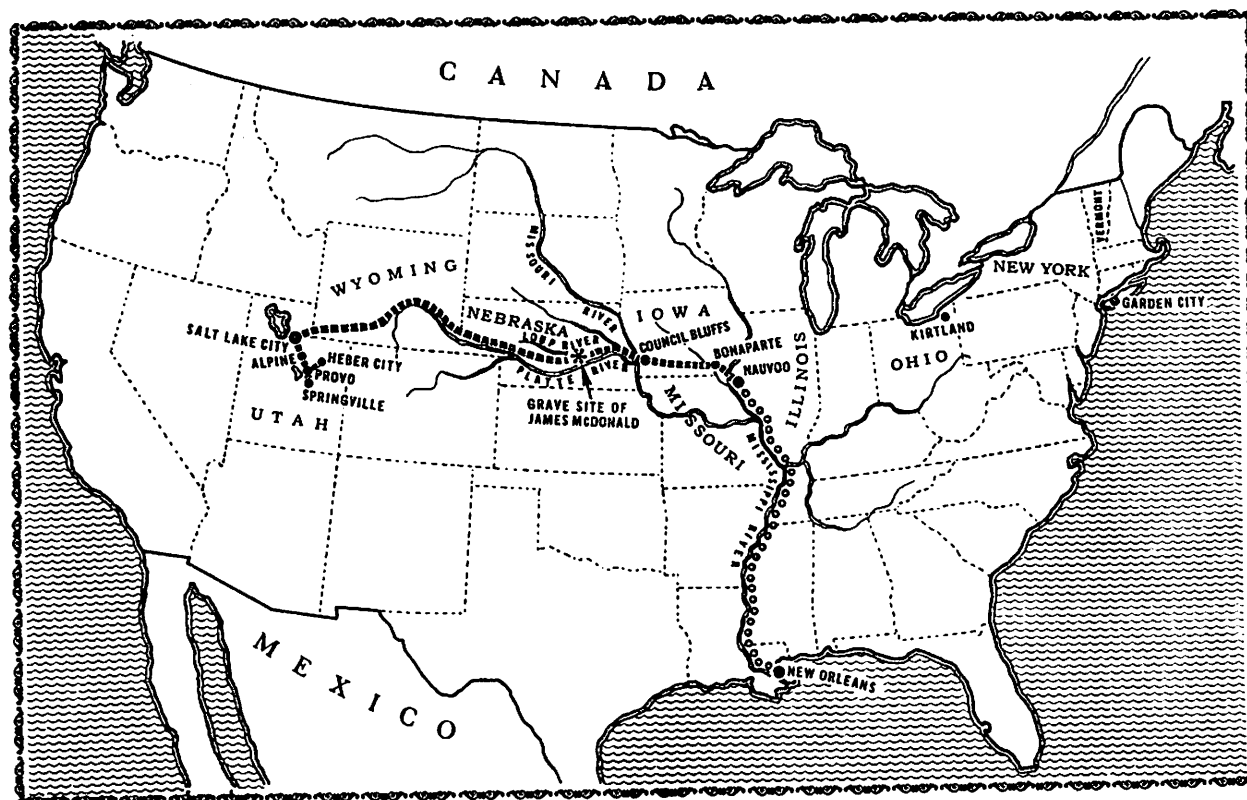 CANADA
VERMONT
NEW YORK
GARDEN CITY
WYOMING
MISSOURI RIVER
NEBRASKA
LOUP RIVER
IOWA
COUNCIL BLUFFS
KIRTLAND
OHIO
SALT LAKE CITY
ALPINE
HEBER CITY
PROVO
SPRINGVILLE
UTAH
PLATTE RIVER
BONAPARTE
NAUVOO
ILLINOIS
GRAVE SITE OF
JAMES McDONALD
MISSOURI
MISSISSIPPI RIVER
NEW ORLEANS
MEXICO